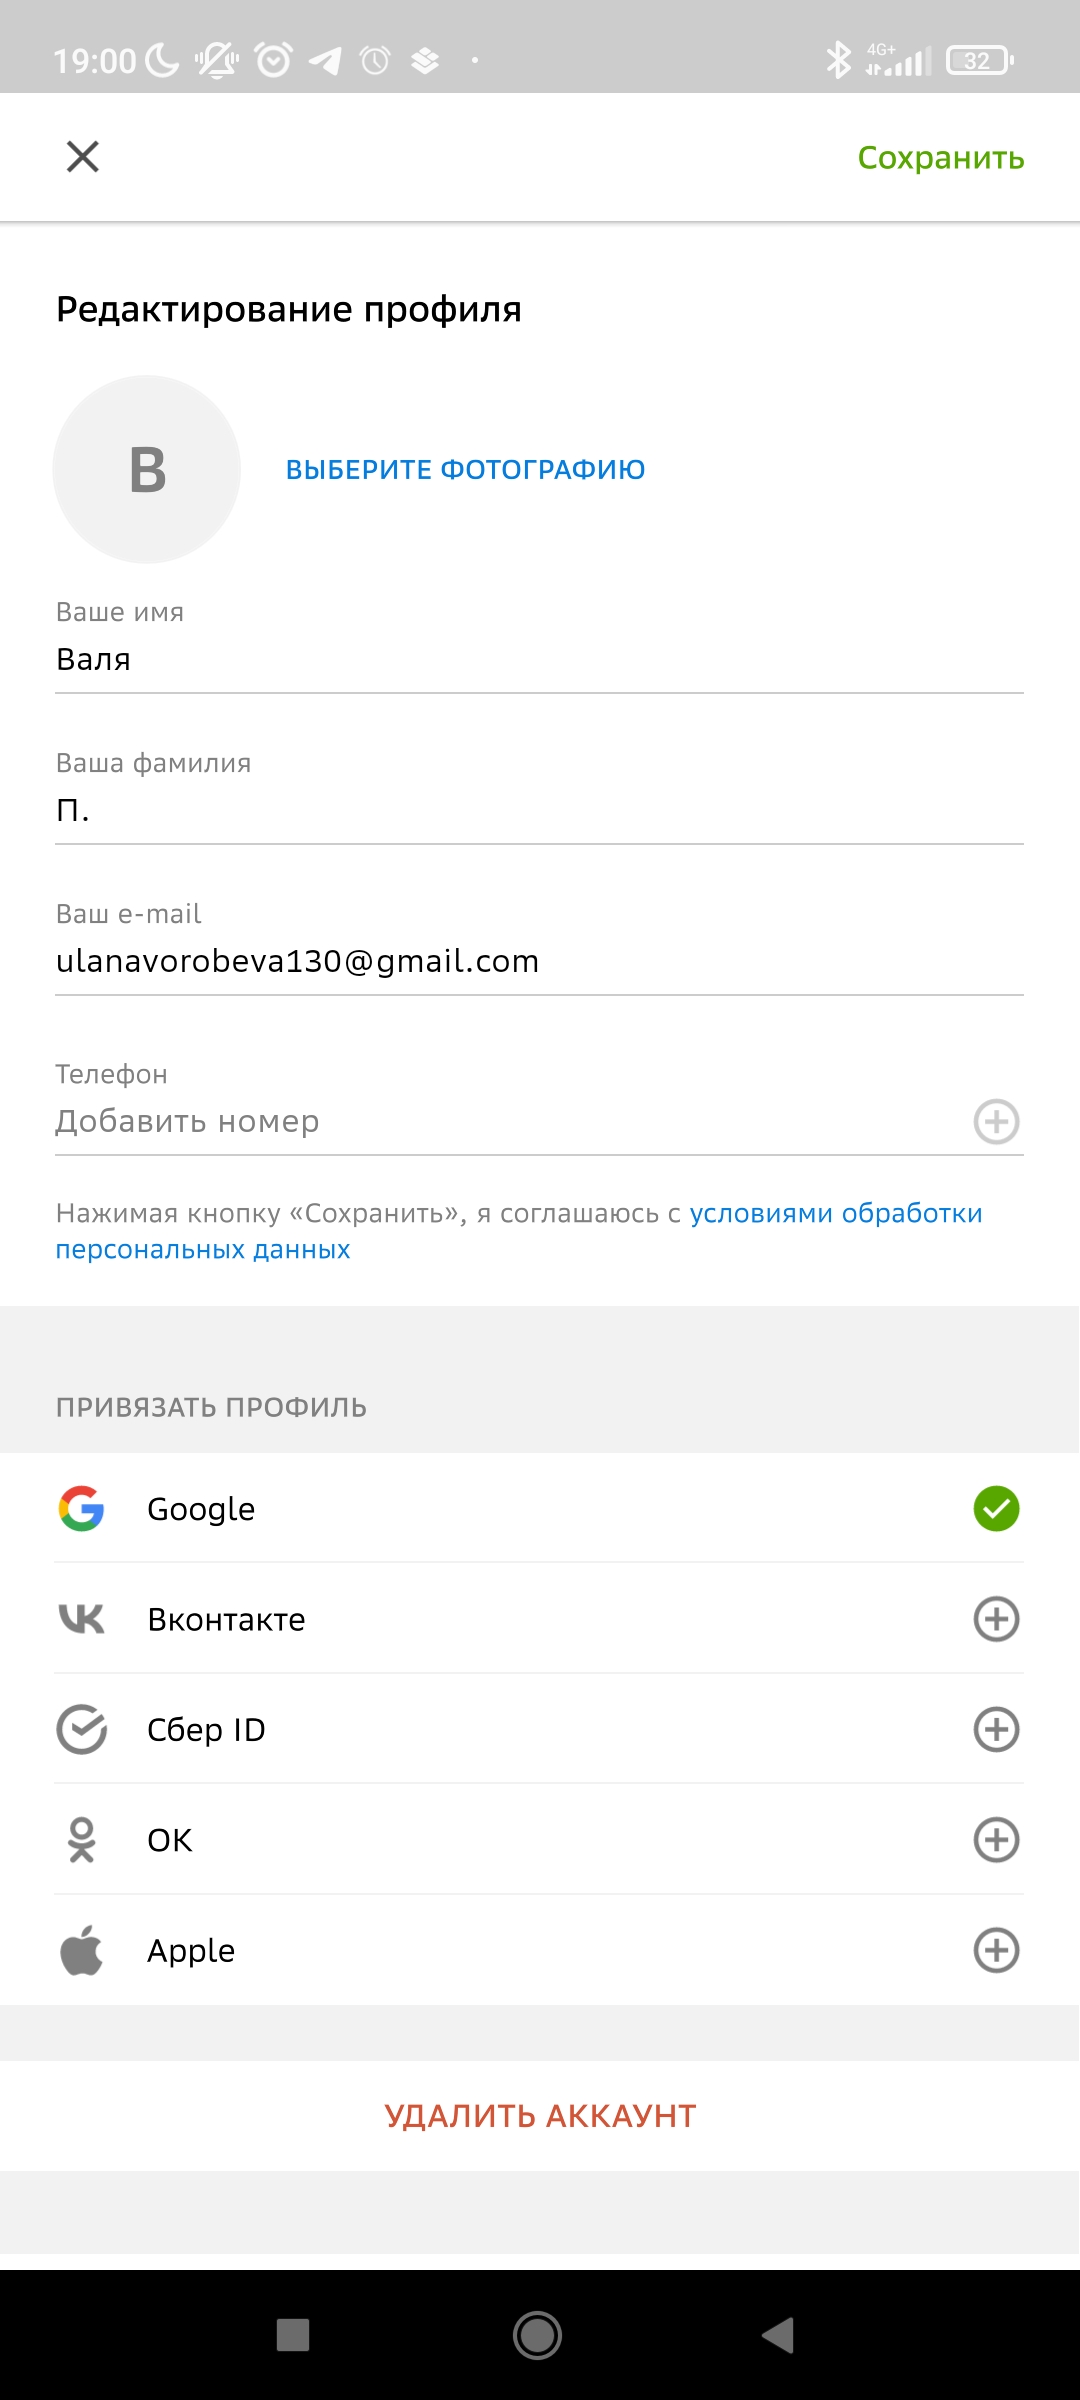 19:00
4G+
32
Сохранить
Редактирование профиля
В
ВЫБЕРИТЕ ФОТОГРАФИЮ
Ваше имя
Валя
Ваша фамилия
П.
Ваш e-mail
ulanavorobeva130@gmail.com
Телефон
Добавить номер
Нажимая кнопку «Сохранить», я соглашаюсь с условиями обработки
персональных данных
ПРИВЯЗАТЬ ПРОФИЛЬ
Google
Вконтакте
Сбер ID
ОК
Apple
УДАЛИТЬ АККАУНТ